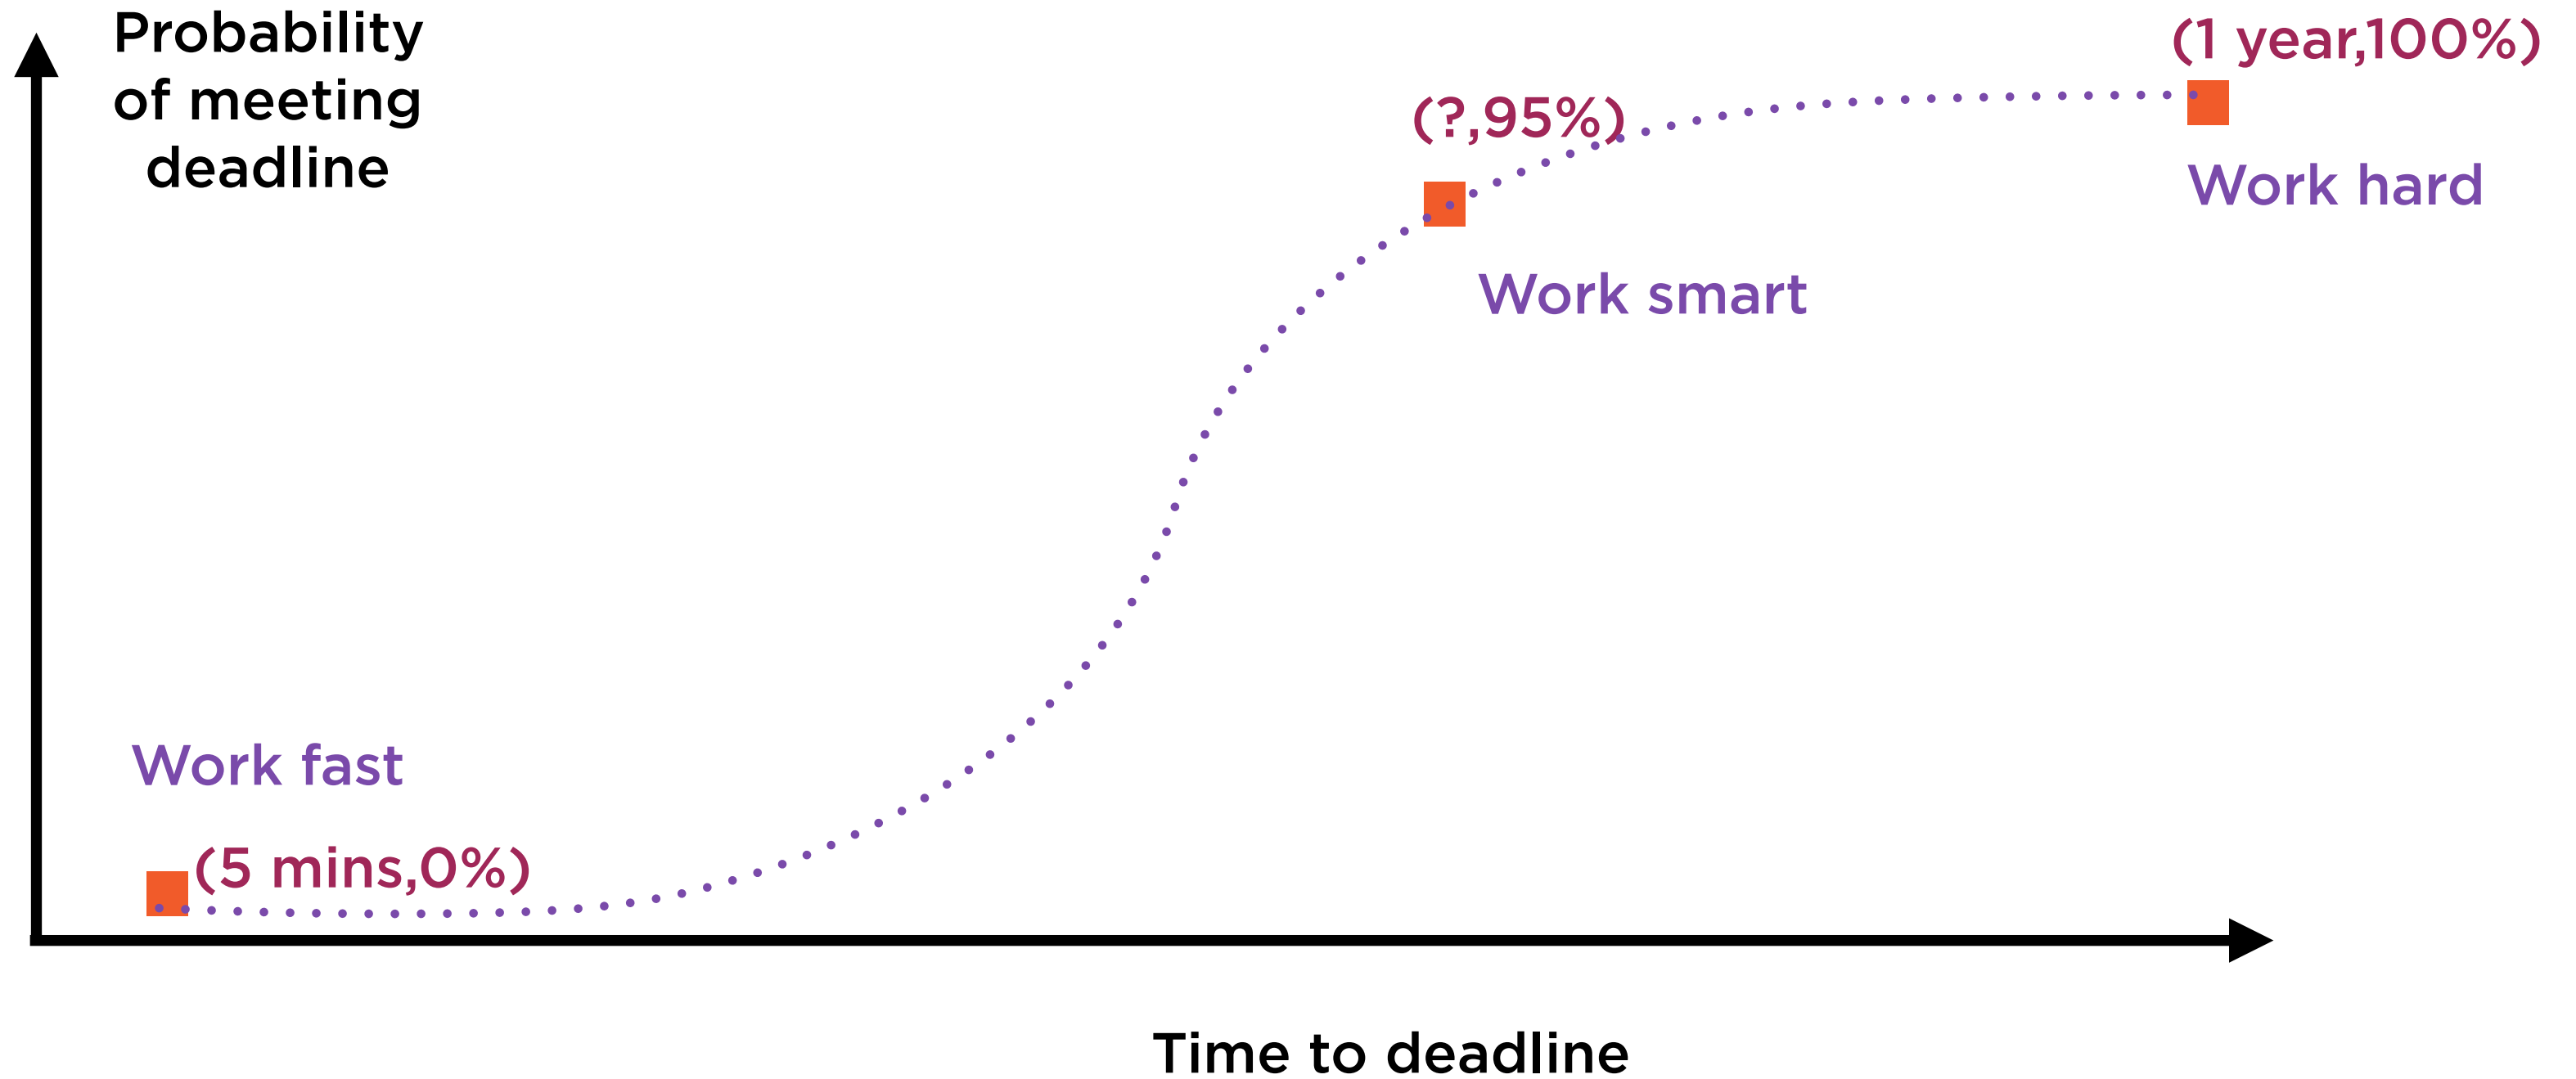 Probability
of meeting
deadline
(1 year,100%)
(?,95%)
Work hard
Work smart
Work fast
(5 mins,0%)
Time to deadline